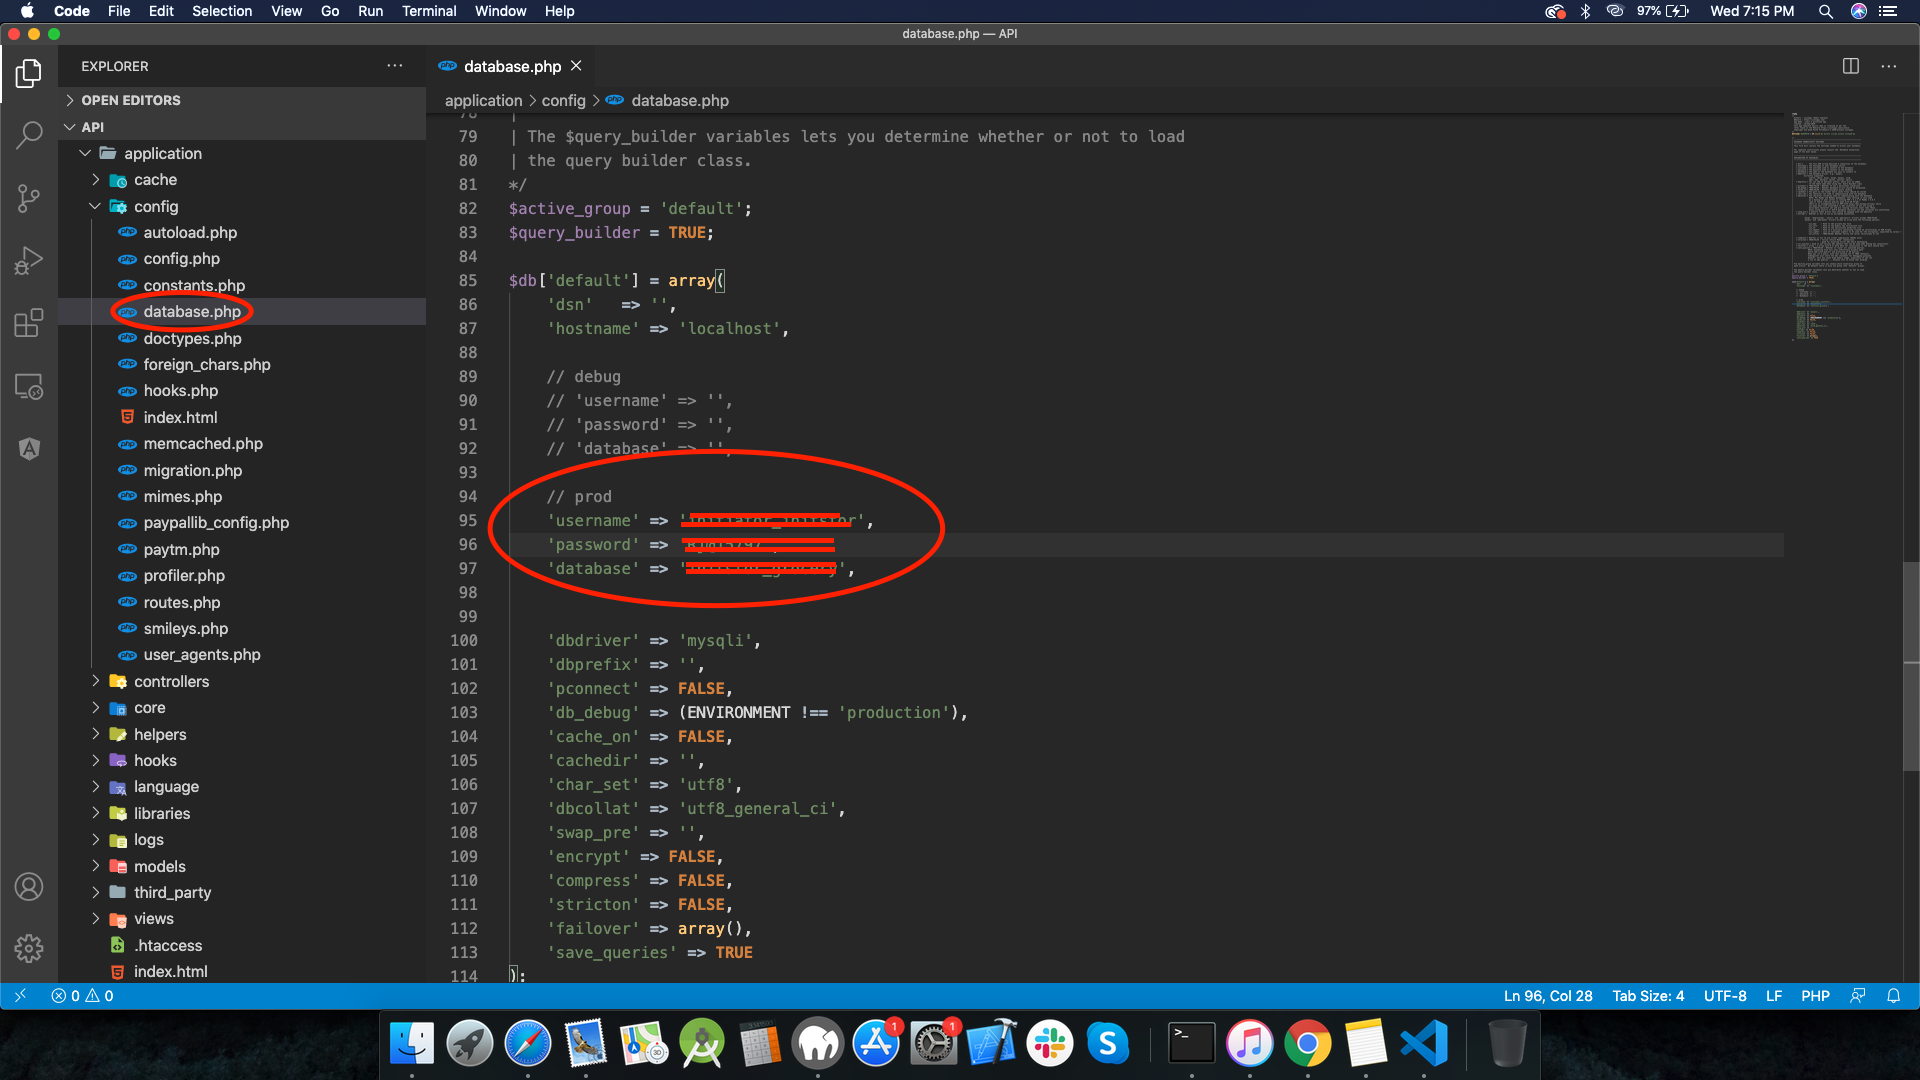 Code File Edit Selection View Go Run Terminal Window Help 97% Wed 7:15 PM
database.php — API
EXPLORER
OPEN EDITORS
API
application
cache
config
autoload.php
config.php
constants.php
database.php
doctypes.php
foreign_chars.php
hooks.php
index.html
memcached.php
migration.php
mimes.php
paypallib_config.php
paytm.php
profiler.php
routes.php
smileys.php
user_agents.php
controllers
core
helpers
hooks
language
libraries
logs
models
third_party
views
.htaccess
index.html
database.php
application > config > database.php
78 |
79 | The $query_builder variables lets you determine whether or not to load
80 | the query builder class.
81 */
82 $active_group = 'default';
83 $query_builder = TRUE;
84
85 $db['default'] = array(
86 'dsn' => '',
87 'hostname' => 'localhost',
88
89 // debug
90 // 'username' => '',
91 // 'password' => '',
92 // 'database' => '',
93
94 // prod
95 'username' => ',
96 'password' =>
97 'database' => ',
98
99
100 'dbdriver' => 'mysqli',
101 'dbprefix' => '',
102 'pconnect' => FALSE,
103 'db_debug' => (ENVIRONMENT !== 'production'),
104 'cache_on' => FALSE,
105 'cachedir' => '',
106 'char_set' => 'utf8',
107 'dbcollat' => 'utf8_general_ci',
108 'swap_pre' => '',
109 'encrypt' => FALSE,
110 'compress' => FALSE,
111 'stricton' => FALSE,
112 'failover' => array(),
113 'save_queries' => TRUE
114 );
0 0 Ln 96, Col 28 Tab Size: 4 UTF-8 LF PHP
1 1